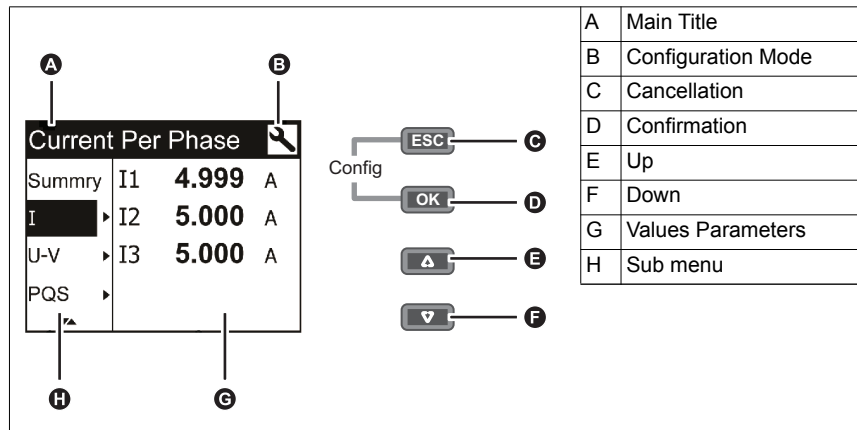 A
B
Current Per Phase
Summry
I
U-V
PQS
I1 4.999 A
I2 5.000 A
I3 5.000 A
H
G
Config
ESC
OK
C
D
E
F
A Main Title
B Configuration Mode
C Cancellation
D Confirmation
E Up
F Down
G Values Parameters
H Sub menu